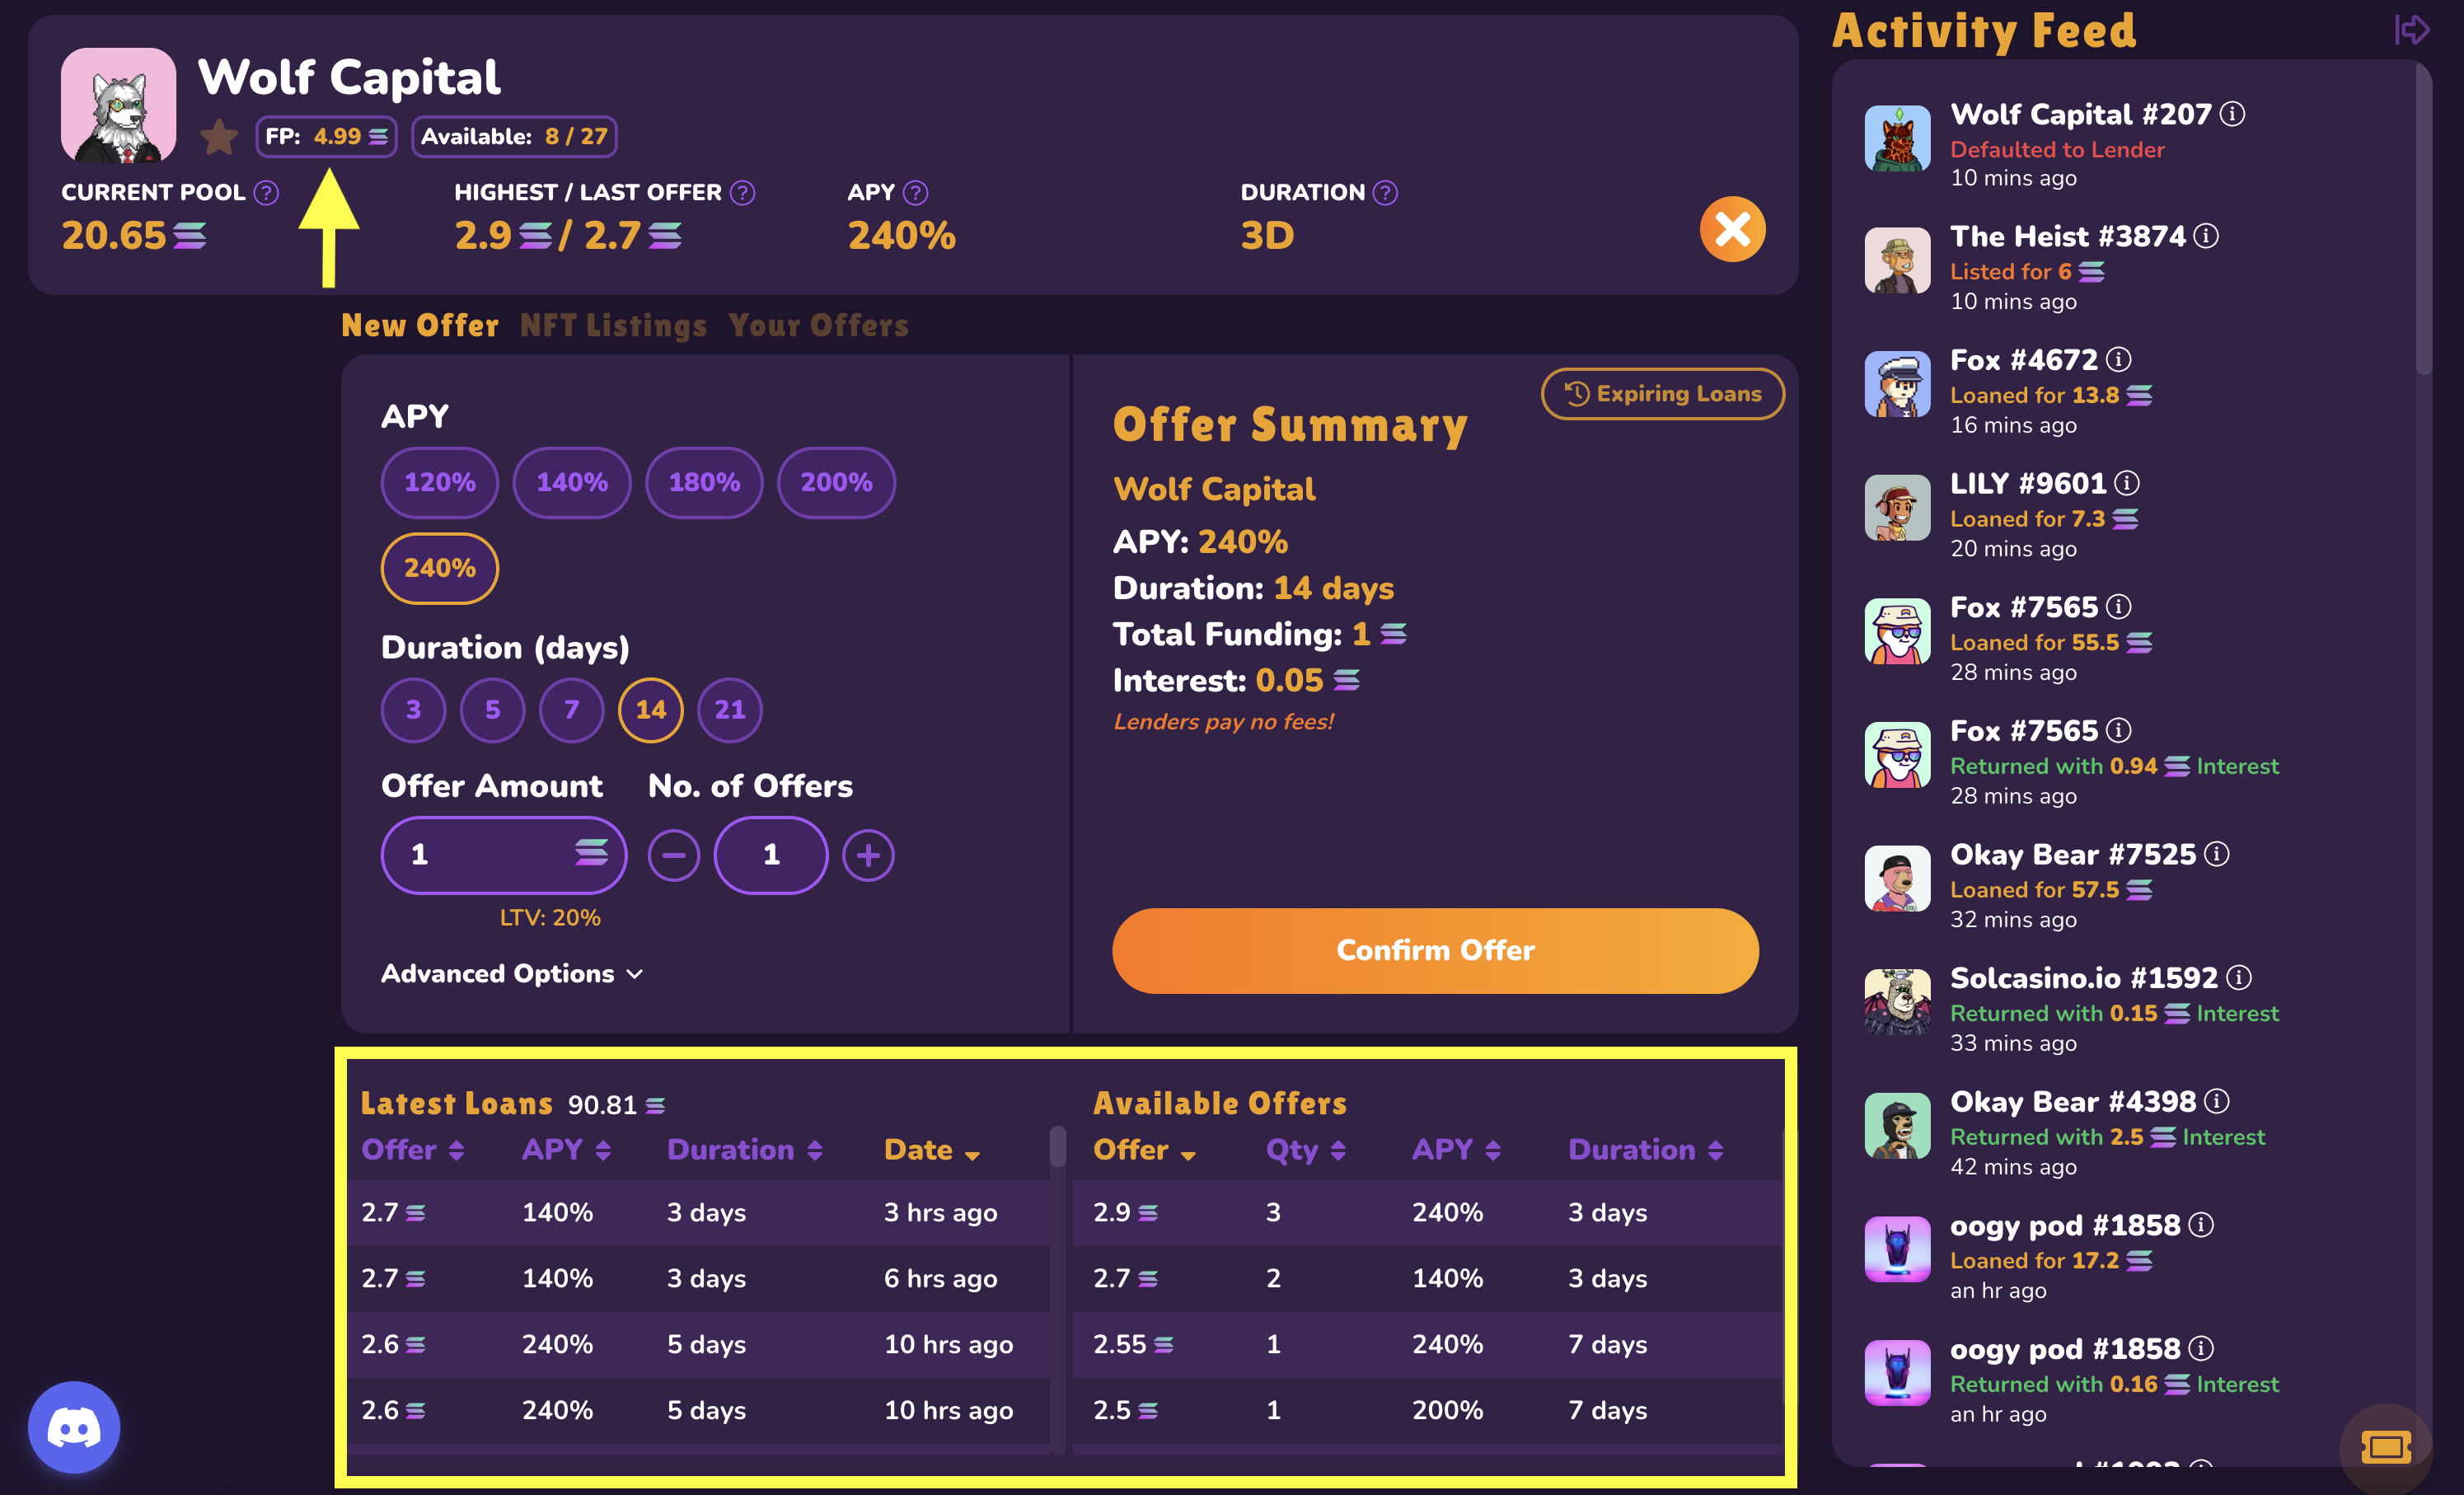 Wolf Capital
FP: 4.99
Available: 8 / 27
CURRENT POOL ?
20.65
HIGHEST / LAST OFFER ?
2.9 / 2.7
APY ?
240%
DURATION ?
3D
New Offer NFT Listings Your Offers
APY
120% 140% 180% 200%
240%
Duration (days)
3 5 7 14 21
Offer Amount No. of Offers
1 1
LTV: 20%
Advanced Options
Expiring Loans
Offer Summary
Wolf Capital
APY: 240%
Duration: 14 days
Total Funding: 1
Interest: 0.05
Lenders pay no fees!
Confirm Offer
Latest Loans 90.81
Offer APY Duration Date
2.7 140% 3 days 3 hrs ago
2.7 140% 3 days 6 hrs ago
2.6 240% 5 days 10 hrs ago
2.6 240% 5 days 10 hrs ago
Available Offers
Offer Qty APY Duration
2.9 3 240% 3 days
2.7 2 140% 3 days
2.55 1 240% 7 days
2.5 1 200% 7 days
Activity Feed
Wolf Capital #207
Defaulted to Lender
10 mins ago
The Heist #3874
Listed for 6
10 mins ago
Fox #4672
Loaned for 13.8
16 mins ago
LILY #9601
Loaned for 7.3
20 mins ago
Fox #7565
Loaned for 55.5
28 mins ago
Fox #7565
Returned with 0.94 Interest
28 mins ago
Okay Bear #7525
Loaned for 57.5
32 mins ago
Solcasino.io #1592
Returned with 0.15 Interest
33 mins ago
Okay Bear #4398
Returned with 2.5 Interest
42 mins ago
oogy pod #1858
Loaned for 17.2
an hr ago
oogy pod #1858
Returned with 0.16 Interest
an hr ago